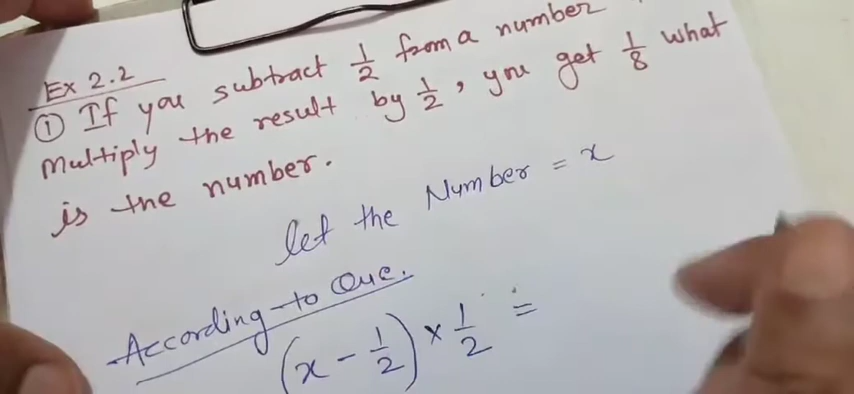 Ex 2.2
① If you subtract 1/2 from a number
Multiply the result by 1/2, you get 1/8 what
is the number.
let the Number = x
According to Que.
(x - 1/2) × 1/2 =